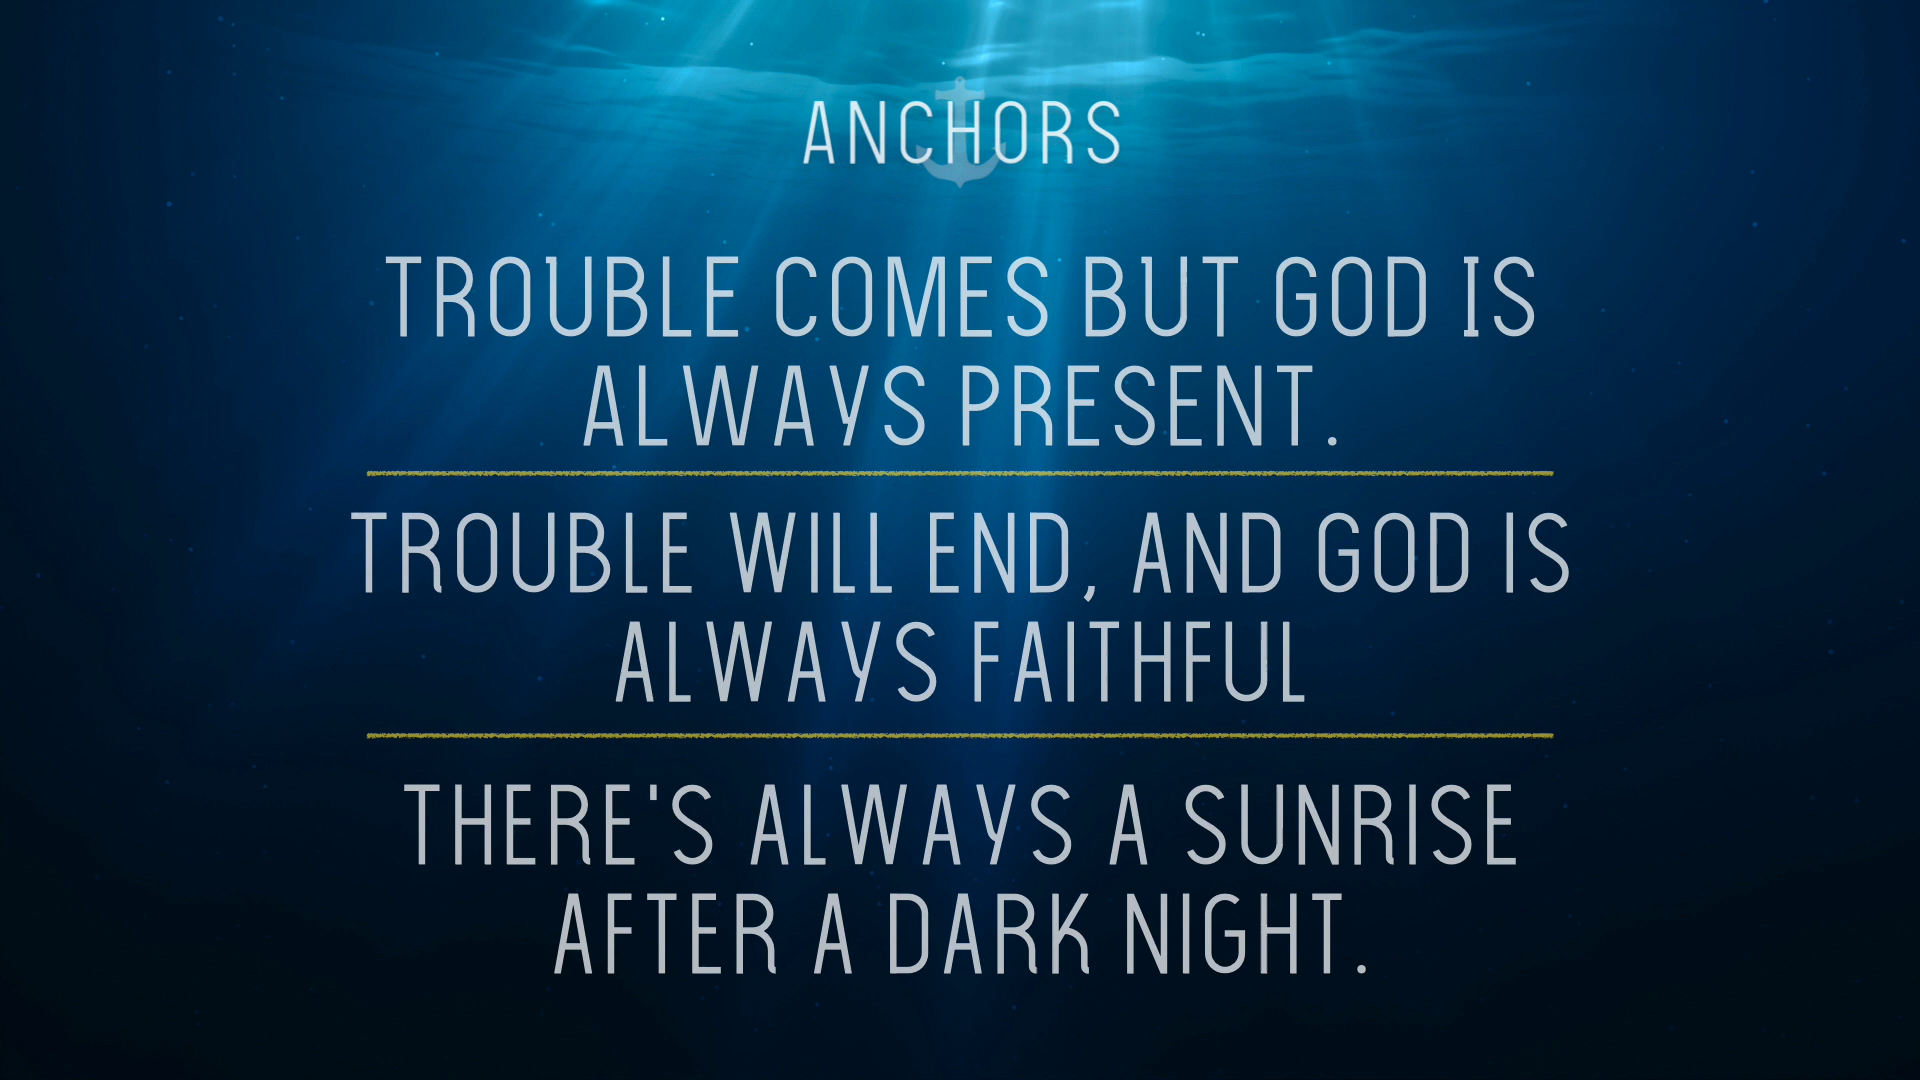 ANCHORS
TROUBLE COMES BUT GOD IS
ALWAYS PRESENT.
TROUBLE WILL END, AND GOD IS
ALWAYS FAITHFUL
THERE'S ALWAYS A SUNRISE
AFTER A DARK NIGHT.